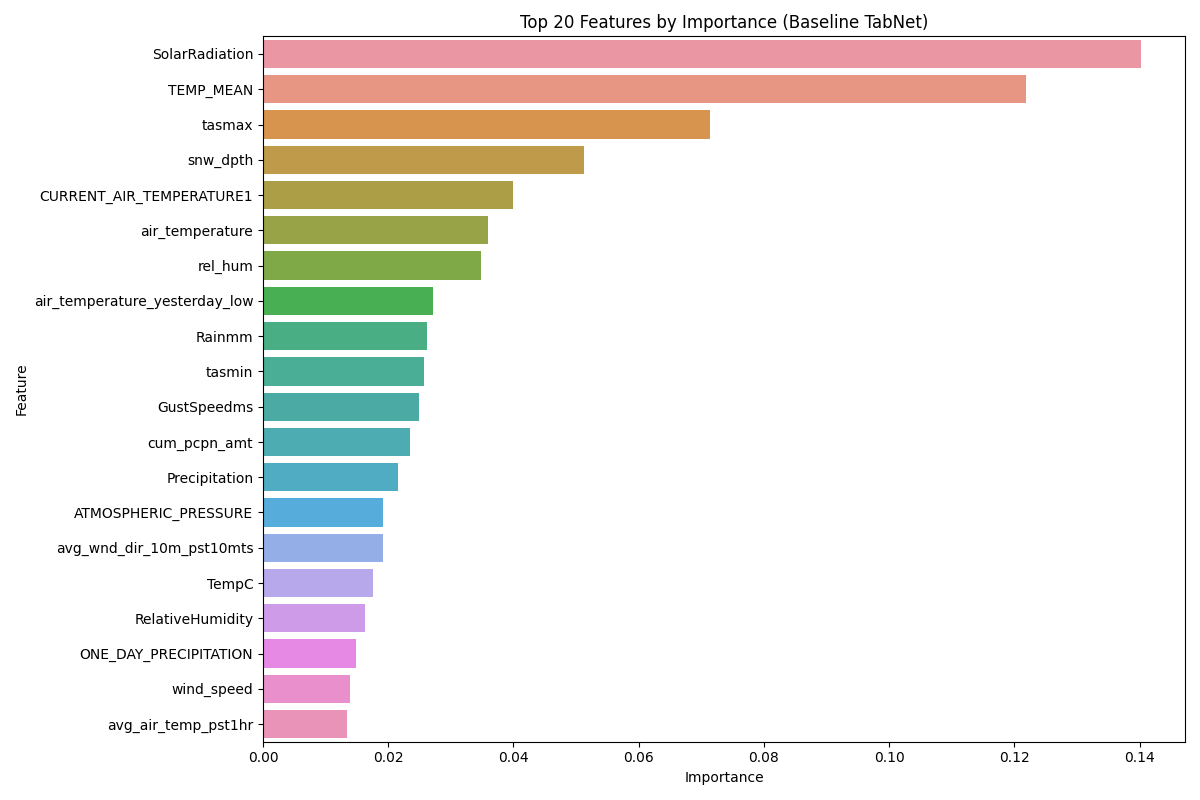 Top 20 Features by Importance (Baseline TabNet)
SolarRadiation
TEMP_MEAN
tasmax
snw_dpth
CURRENT_AIR_TEMPERATURE1
air_temperature
rel_hum
air_temperature_yesterday_low
Rainmm
tasmin
GustSpeedms
cum_pcpn_amt
Precipitation
ATMOSPHERIC_PRESSURE
avg_wnd_dir_10m_pst10mts
TempC
RelativeHumidity
ONE_DAY_PRECIPITATION
wind_speed
avg_air_temp_pst1hr
Feature
0.00 0.02 0.04 0.06 0.08 0.10 0.12 0.14
Importance